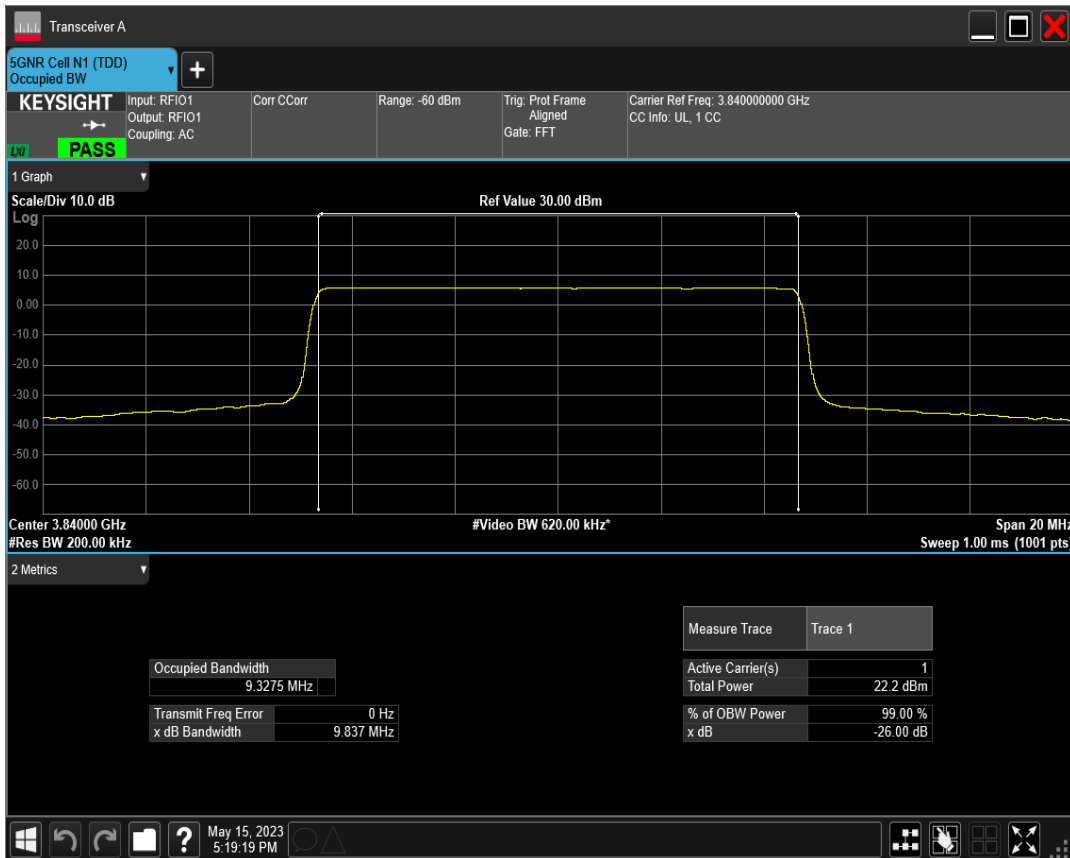 Transceiver A
5GNR Cell N1 (TDD)
Occupied BW
KEYSIGHT
LXI
PASS
Input: RFIO1
Output: RFIO1
Coupling: AC
Corr CCorr
Range: -60 dBm
Trig: Prot Frame
Aligned
Gate: FFT
Carrier Ref Freq: 3.840000000 GHz
CC Info: UL, 1 CC
1 Graph
Scale/Div 10.0 dB
Ref Value 30.00 dBm
Log
20.0
10.0
0.00
-10.0
-20.0
-30.0
-40.0
-50.0
-60.0
Center 3.84000 GHz
#Video BW 620.00 kHz*
Span 20 MHz
#Res BW 200.00 kHz
Sweep 1.00 ms (1001 pts)
2 Metrics
Measure Trace Trace 1
Occupied Bandwidth
9.3275 MHz
Active Carrier(s) 1
Total Power 22.2 dBm
Transmit Freq Error 0 Hz
x dB Bandwidth 9.837 MHz
% of OBW Power 99.00 %
x dB -26.00 dB
?
May 15, 2023
5:19:19 PM